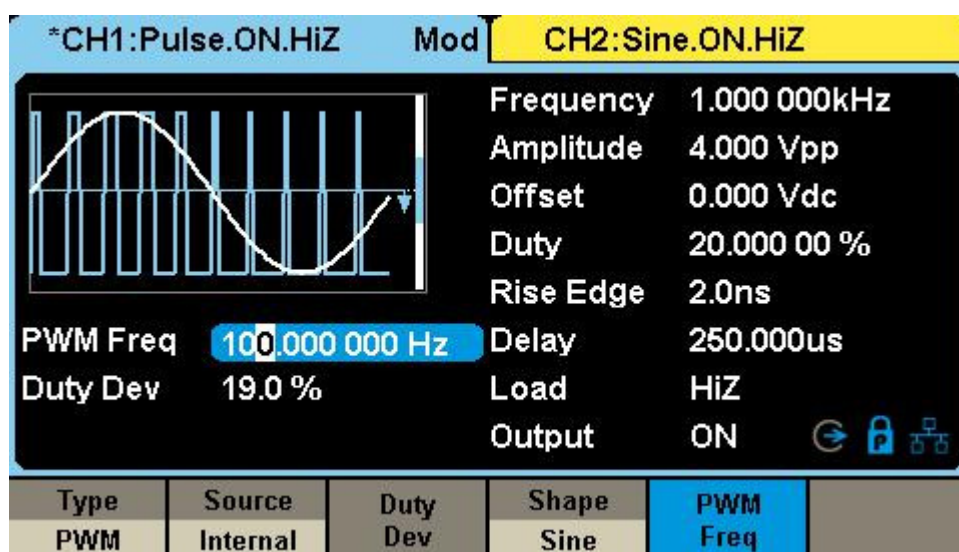 *CH1:Pulse.ON.HiZ Mod CH2:Sine.ON.HiZ
Frequency 1.000 000kHz
Amplitude 4.000 Vpp
Offset 0.000 Vdc
Duty 20.000 00 %
Rise Edge 2.0ns
PWM Freq 100.000 000 Hz Delay 250.000us
Duty Dev 19.0 % Load HiZ
Output ON P
Type Source Duty Dev Shape PWM Freq
PWM Internal Sine